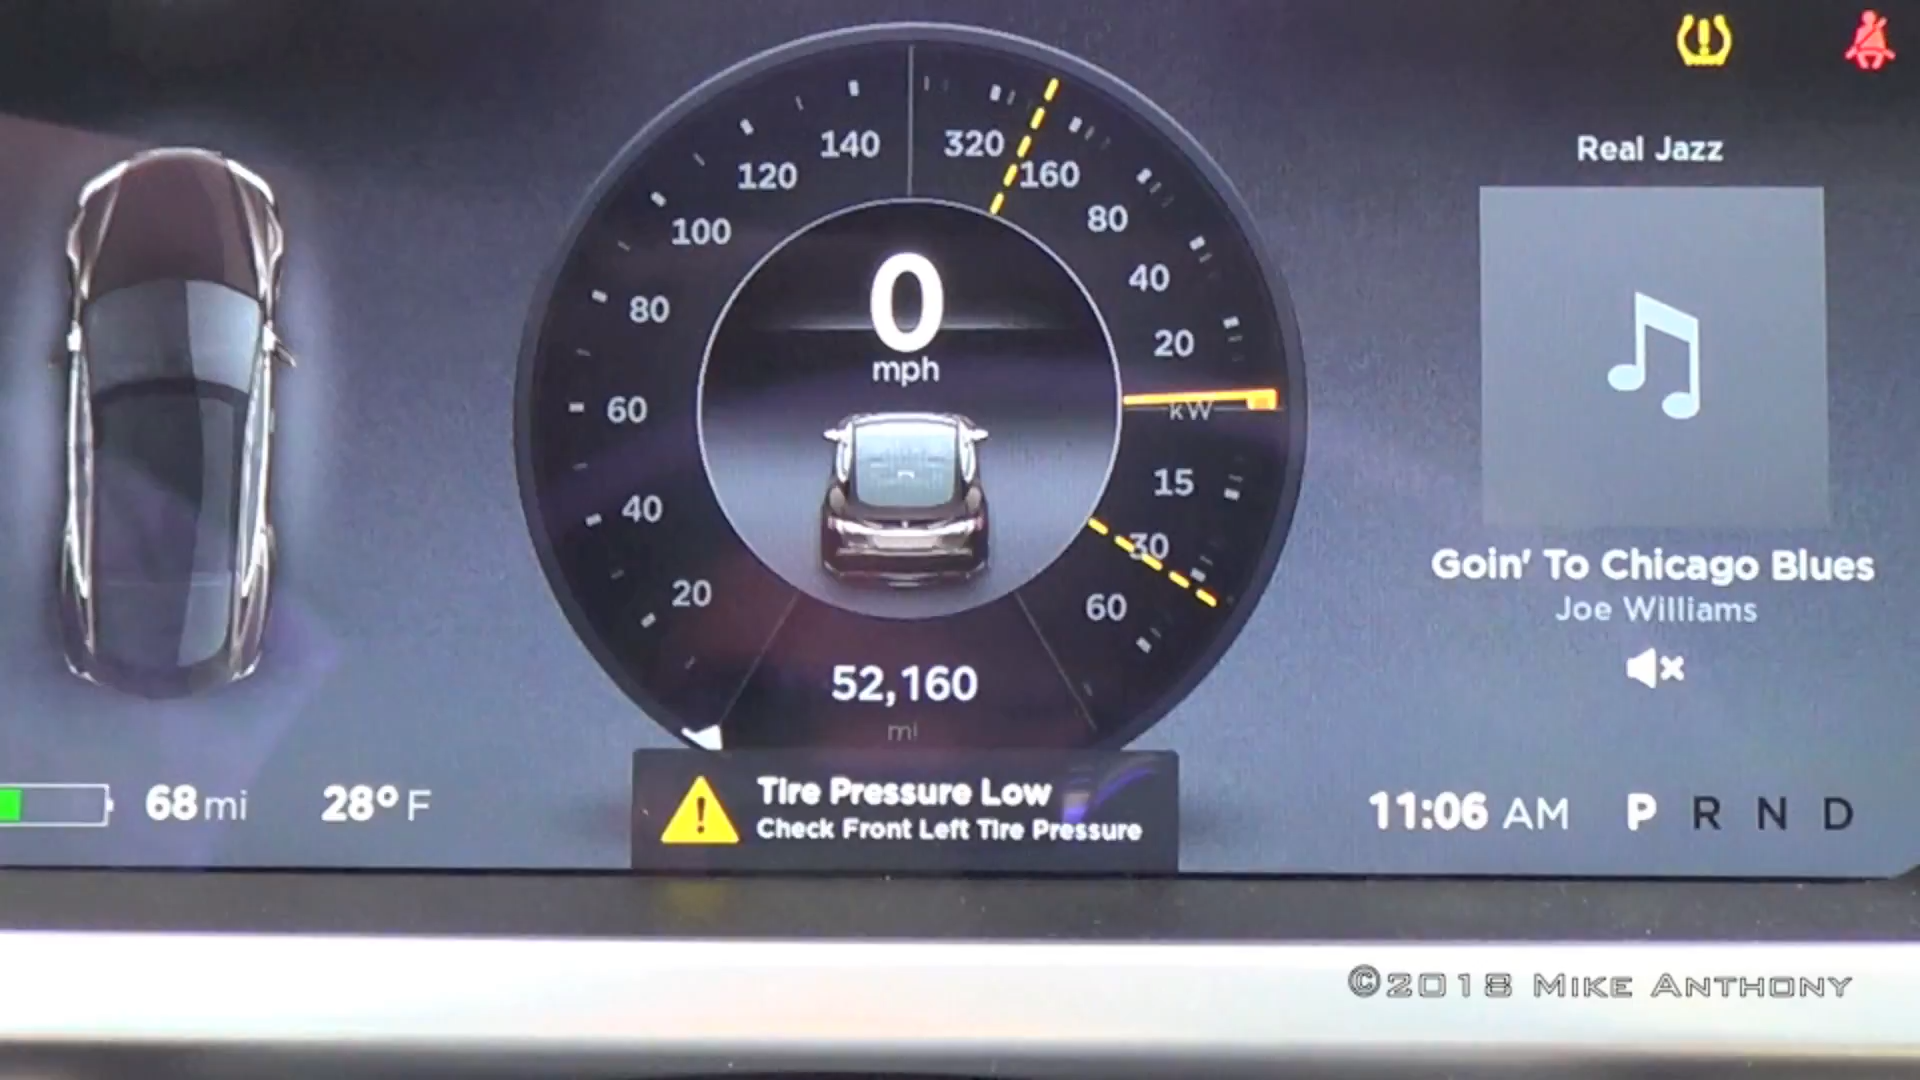 Real Jazz
140
320
120
160
100
80
80
40
20
60
kW
15
40
30
20
60
0
mph
52,160
mi
Goin' To Chicago Blues
Joe Williams
68 mi
28° F
Tire Pressure Low
Check Front Left Tire Pressure
11:06 AM
P R N D
©2018 Mike Anthony